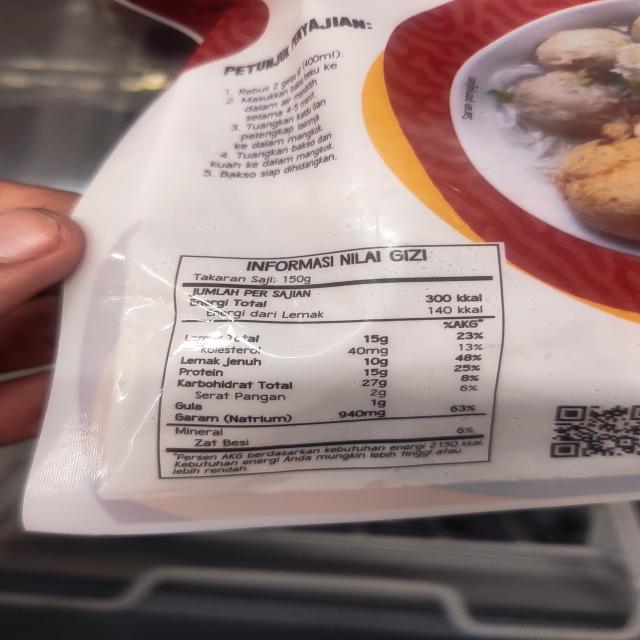 PETUNJUK PENYAJIAN:
1. Rebus 2 gelas air (400ml).
2. Masukkan bakso beku ke
dalam air mendidih
selama 4-5 menit.
3. Tuangkan kaldu dan
pelengkap lainnya
ke dalam mangkok.
4. Tuangkan bakso dan
kuah ke dalam mangkok.
5. Bakso siap dihidangkan.
Saran penyajian
INFORMASI NILAI GIZI
Takaran Saji: 150g
JUMLAH PER SAJIAN
Energi Total 300 kkal
Energi dari Lemak 140 kkal
%AKG*
Lemak Total 15g 23%
Kolesterol 40mg 13%
Lemak Jenuh 10g 48%
Protein 15g 25%
Karbohidrat Total 27g 8%
Serat Pangan 2g 6%
Gula 1g
Garam (Natrium) 940mg 63%
Mineral
Zat Besi 6%
*Persen AKG berdasarkan kebutuhan energi 2150 kkal.
Kebutuhan energi Anda mungkin lebih tinggi atau
lebih rendah.